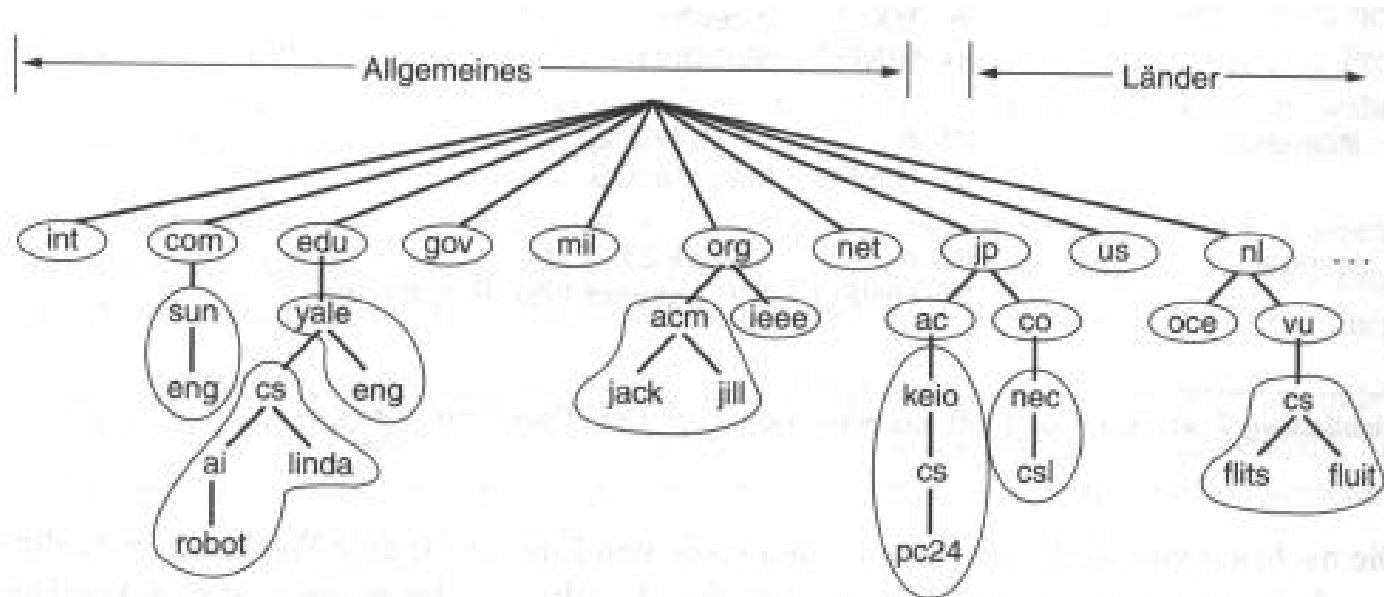 Allgemeines Länder
int com edu gov mil org net jp us nl ...
sun yale acm ieee ac co oce vu
eng cs eng jack jill keio nec cs
ai linda cs csl flits fluit
robot pc24